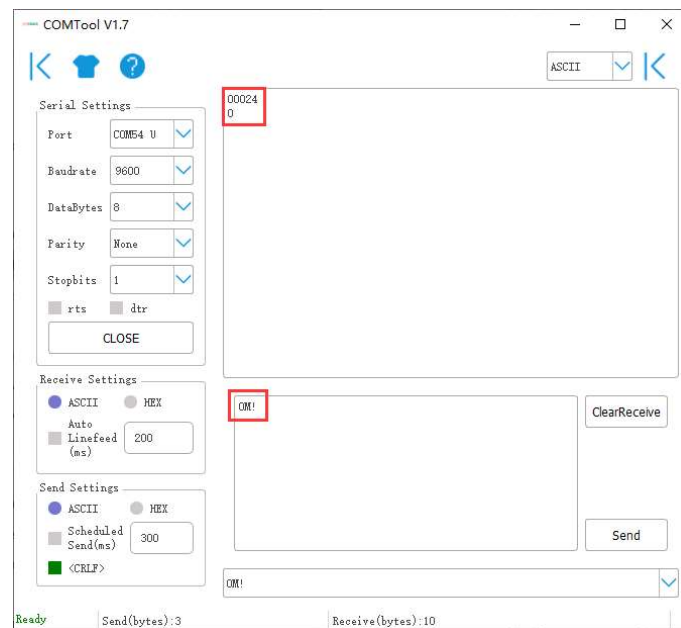 COMTool V1.7
ASCII
Serial Settings
Port COM54 U
Baudrate 9600
DataBytes 8
Parity None
Stopbits 1
rts dtr
CLOSE
Receive Settings
ASCII HEX
Auto
Linefeed
(ms)
200
Send Settings
ASCII HEX
Scheduled
Send(ms)
300
<CRLF>
00024
0
OM!
ClearReceive
Send
OM!
Ready Send(bytes):3 Receive(bytes):10